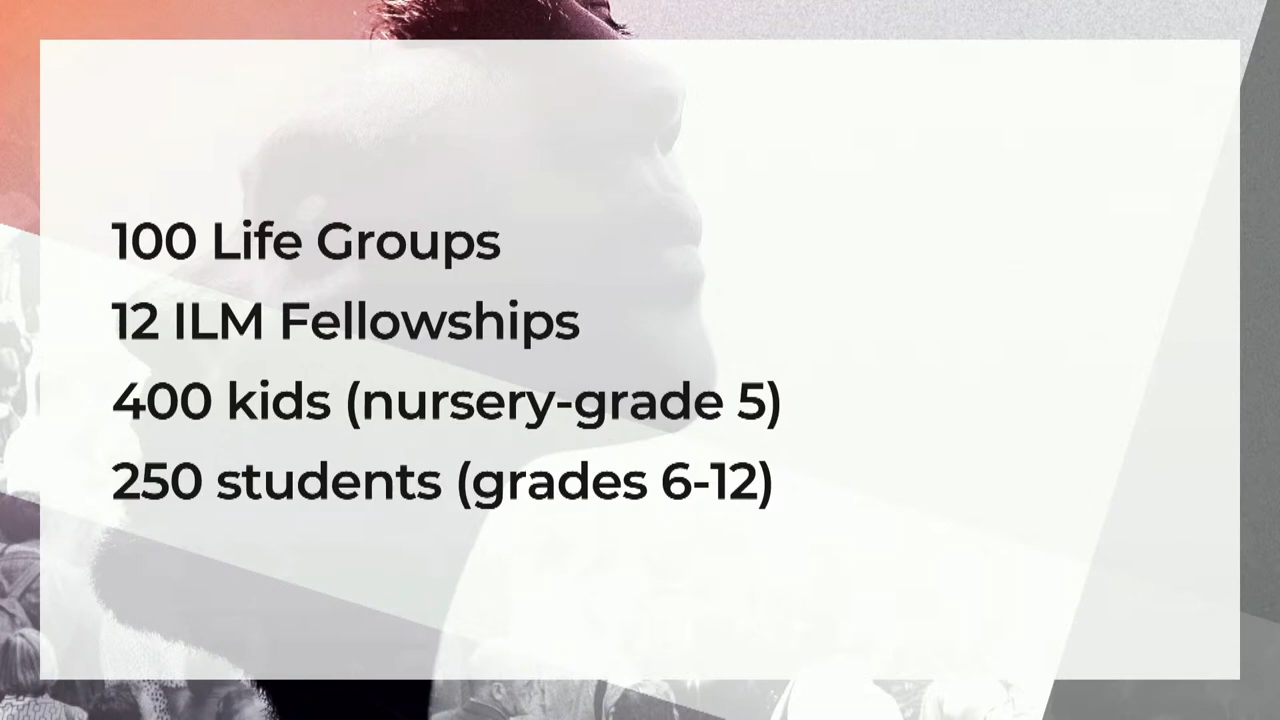 100 Life Groups
12 ILM Fellowships
400 kids (nursery-grade 5)
250 students (grades 6-12)